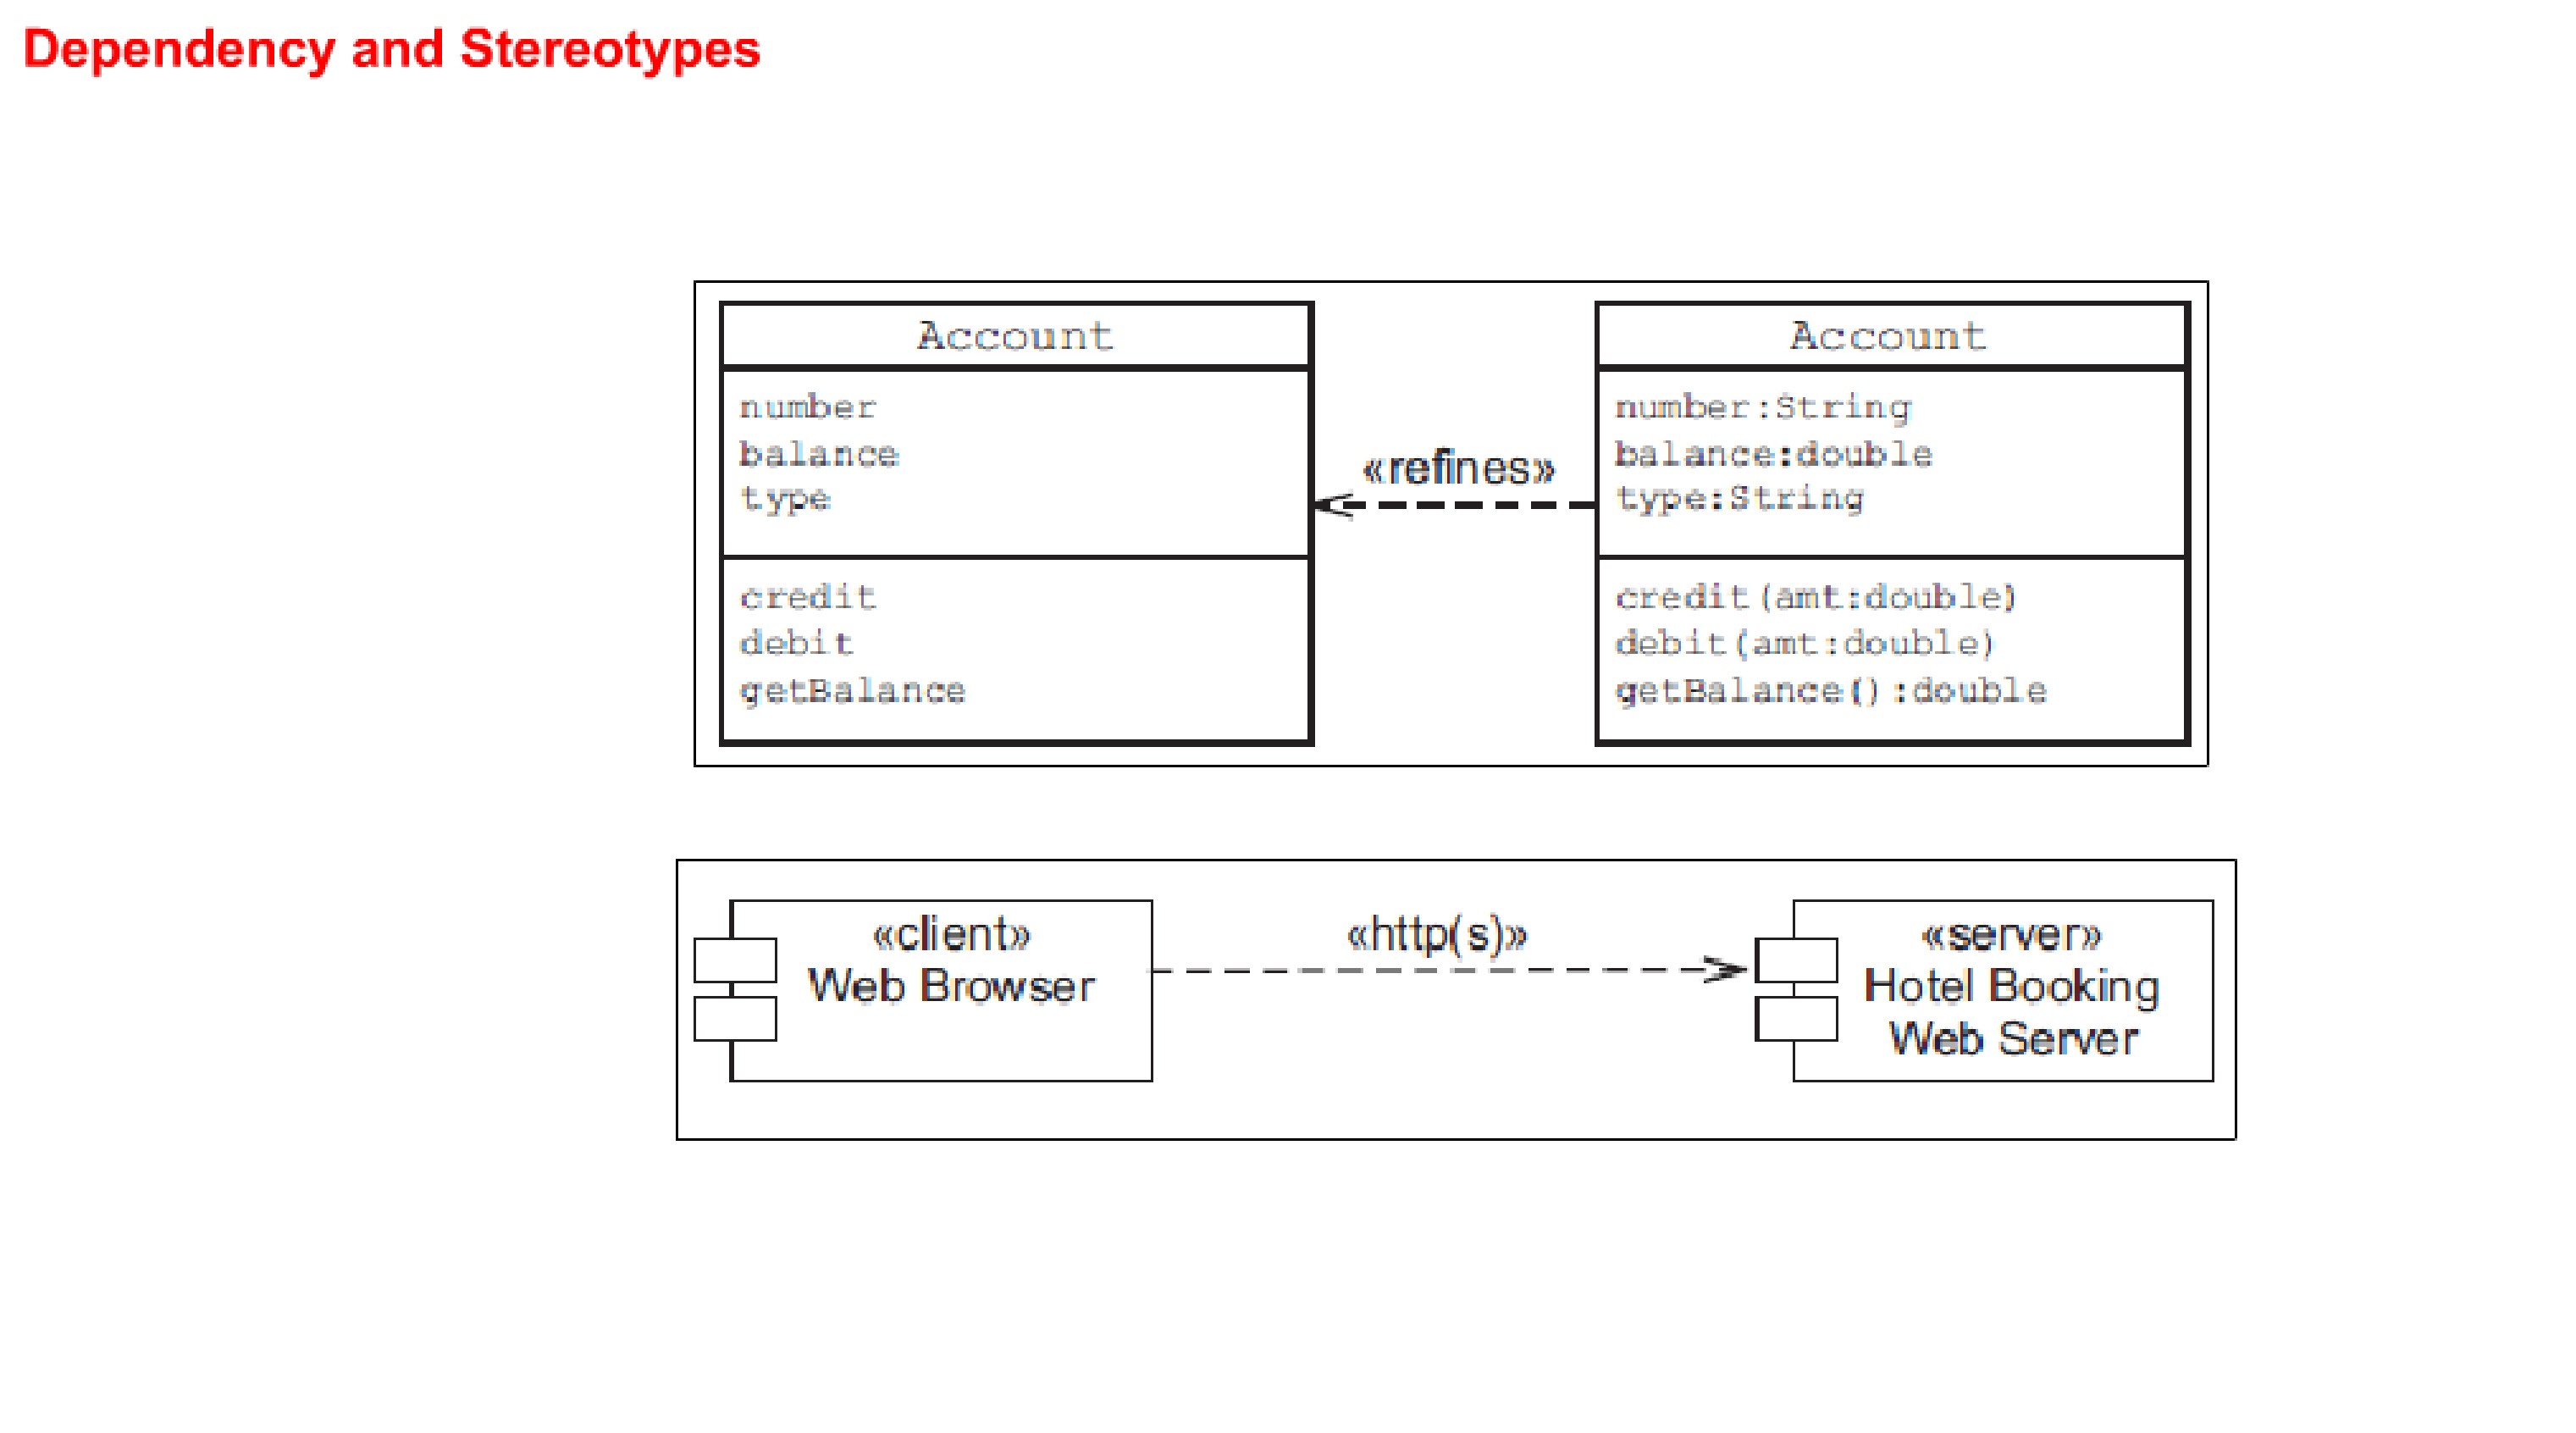 Dependency and Stereotypes
Account
number
balance
type
credit
debit
getBalance
«refines»
Account
number:String
balance:double
type:String
credit(amt:double)
debit(amt:double)
getBalance():double
«client»
Web Browser
«http(s)»
«server»
Hotel Booking
Web Server